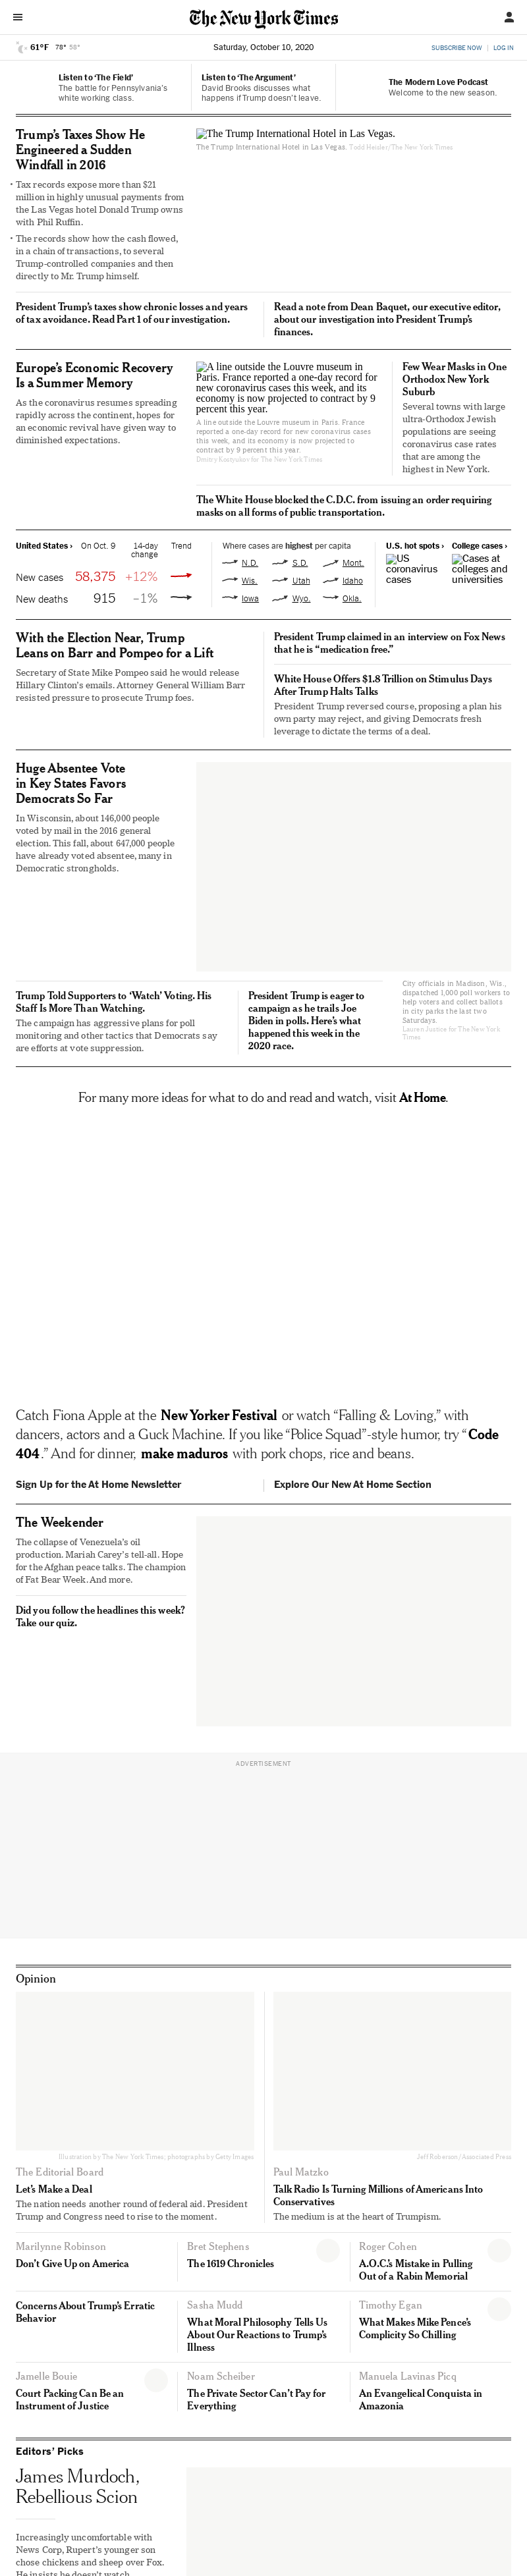 The New York Times
61°F 78° 53°
Saturday, October 10, 2020
SUBSCRIBE NOW
LOG IN
Listen to ‘The Field’
The battle for Pennsylvania’s
white working class.
Listen to ‘The Argument’
David Brooks discusses what
happens if Trump doesn’t leave.
The Modern Love Podcast
Welcome to the new season.
Trump’s Taxes Show He
Engineered a Sudden
Windfall in 2016
• Tax records expose more than $21
million in highly unusual payments from
the Las Vegas hotel Donald Trump owns
with Phil Ruffin.
• The records show how the cash flowed,
in a chain of transactions, to several
Trump-controlled companies and then
directly to Mr. Trump himself.
The Trump International Hotel in Las Vegas.
The Trump International Hotel in Las Vegas. Todd Heisler/The New York Times
President Trump’s taxes show chronic losses and years
of tax avoidance. Read Part 1 of our investigation.
Read a note from Dean Baquet, our executive editor,
about our investigation into President Trump’s
finances.
Europe’s Economic Recovery
Is a Summer Memory
As the coronavirus resumes spreading
rapidly across the continent, hopes for
an economic revival have given way to
diminished expectations.
A line outside the Louvre museum in
Paris. France reported a one-day record for
new coronavirus cases this week, and its
economy is now projected to contract by 9
percent this year.
A line outside the Louvre museum in Paris. France
reported a one-day record for new coronavirus cases
this week, and its economy is now projected to
contract by 9 percent this year.
Dmitry Kostyukov for The New York Times
Few Wear Masks in One
Orthodox New York
Suburb
Several towns with large
ultra-Orthodox Jewish
populations are seeing
coronavirus case rates
that are among the
highest in New York.
The White House blocked the C.D.C. from issuing an order requiring
masks on all forms of public transportation.
United States › On Oct. 9 14-day
change Trend
New cases 58,375 +12%
New deaths 915 –1%
Where cases are highest per capita
N.D. S.D. Mont.
Wis. Utah Idaho
Iowa Wyo. Okla.
U.S. hot spots ›
US
coronavirus
cases
College cases ›
Cases at
colleges and
universities
With the Election Near, Trump
Leans on Barr and Pompeo for a Lift
Secretary of State Mike Pompeo said he would release
Hillary Clinton’s emails. Attorney General William Barr
resisted pressure to prosecute Trump foes.
President Trump claimed in an interview on Fox News
that he is “medication free.”
White House Offers $1.8 Trillion on Stimulus Days
After Trump Halts Talks
President Trump reversed course, proposing a plan his
own party may reject, and giving Democrats fresh
leverage to dictate the terms of a deal.
Huge Absentee Vote
in Key States Favors
Democrats So Far
In Wisconsin, about 146,000 people
voted by mail in the 2016 general
election. This fall, about 647,000 people
have already voted absentee, many in
Democratic strongholds.
City officials in Madison, Wis.,
dispatched 1,000 poll workers to
help voters and collect ballots
in city parks the last two
Saturdays.
Lauren Justice for The New York
Times
Trump Told Supporters to ‘Watch’ Voting. His
Staff Is More Than Watching.
The campaign has aggressive plans for poll
monitoring and other tactics that Democrats say
are efforts at vote suppression.
President Trump is eager to
campaign as he trails Joe
Biden in polls. Here’s what
happened this week in the
2020 race.
For many more ideas for what to do and read and watch, visit At Home.
Catch Fiona Apple at the New Yorker Festival or watch “Falling & Loving,” with
dancers, actors and a Guck Machine. If you like “Police Squad”-style humor, try “Code
404.” And for dinner, make maduros with pork chops, rice and beans.
Sign Up for the At Home Newsletter
Explore Our New At Home Section
The Weekender
The collapse of Venezuela’s oil
production. Mariah Carey’s tell-all. Hope
for the Afghan peace talks. The champion
of Fat Bear Week. And more.
Did you follow the headlines this week?
Take our quiz.
ADVERTISEMENT
Opinion
Illustration by The New York Times; photographs by Getty Images
The Editorial Board
Let’s Make a Deal
The nation needs another round of federal aid. President
Trump and Congress need to rise to the moment.
Jeff Roberson/Associated Press
Paul Matzko
Talk Radio Is Turning Millions of Americans Into
Conservatives
The medium is at the heart of Trumpism.
Marilynne Robinson
Don’t Give Up on America
Bret Stephens
The 1619 Chronicles
Roger Cohen
A.O.C.’s Mistake in Pulling
Out of a Rabin Memorial
Concerns About Trump’s Erratic
Behavior
Sasha Mudd
What Moral Philosophy Tells Us
About Our Reactions to Trump’s
Illness
Timothy Egan
What Makes Mike Pence’s
Complicity So Chilling
Jamelle Bouie
Court Packing Can Be an
Instrument of Justice
Noam Scheiber
The Private Sector Can’t Pay for
Everything
Manuela Lavinas Picq
An Evangelical Conquista in
Amazonia
Editors’ Picks
James Murdoch,
Rebellious Scion
Increasingly uncomfortable with
News Corp, Rupert’s younger son
chose chickens and sheep over Fox.
He insists he doesn’t watch